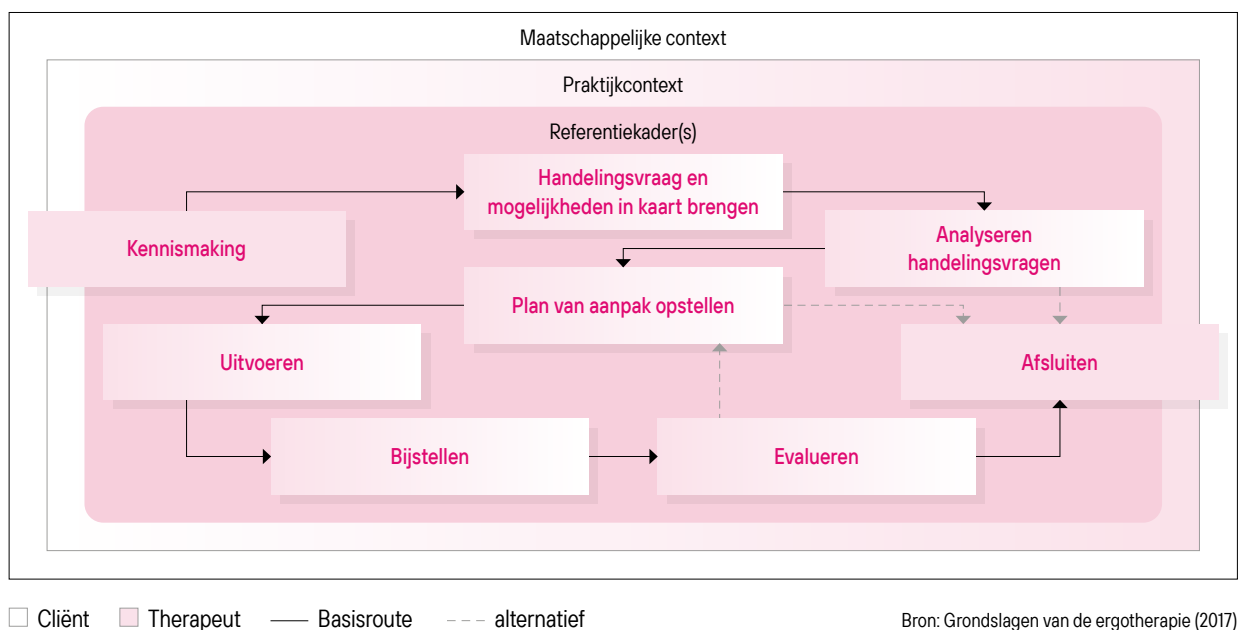 Maatschappelijke context
Praktijkcontext
Referentiekader(s)
Handelingsvraag en
mogelijkheden in kaart brengen
Kennismaking
Analyseren
handelingsvragen
Plan van aanpak opstellen
Uitvoeren
Afsluiten
Bijstellen
Evalueren
Cliënt
Therapeut
Basisroute
alternatief
Bron: Grondslagen van de ergotherapie (2017)